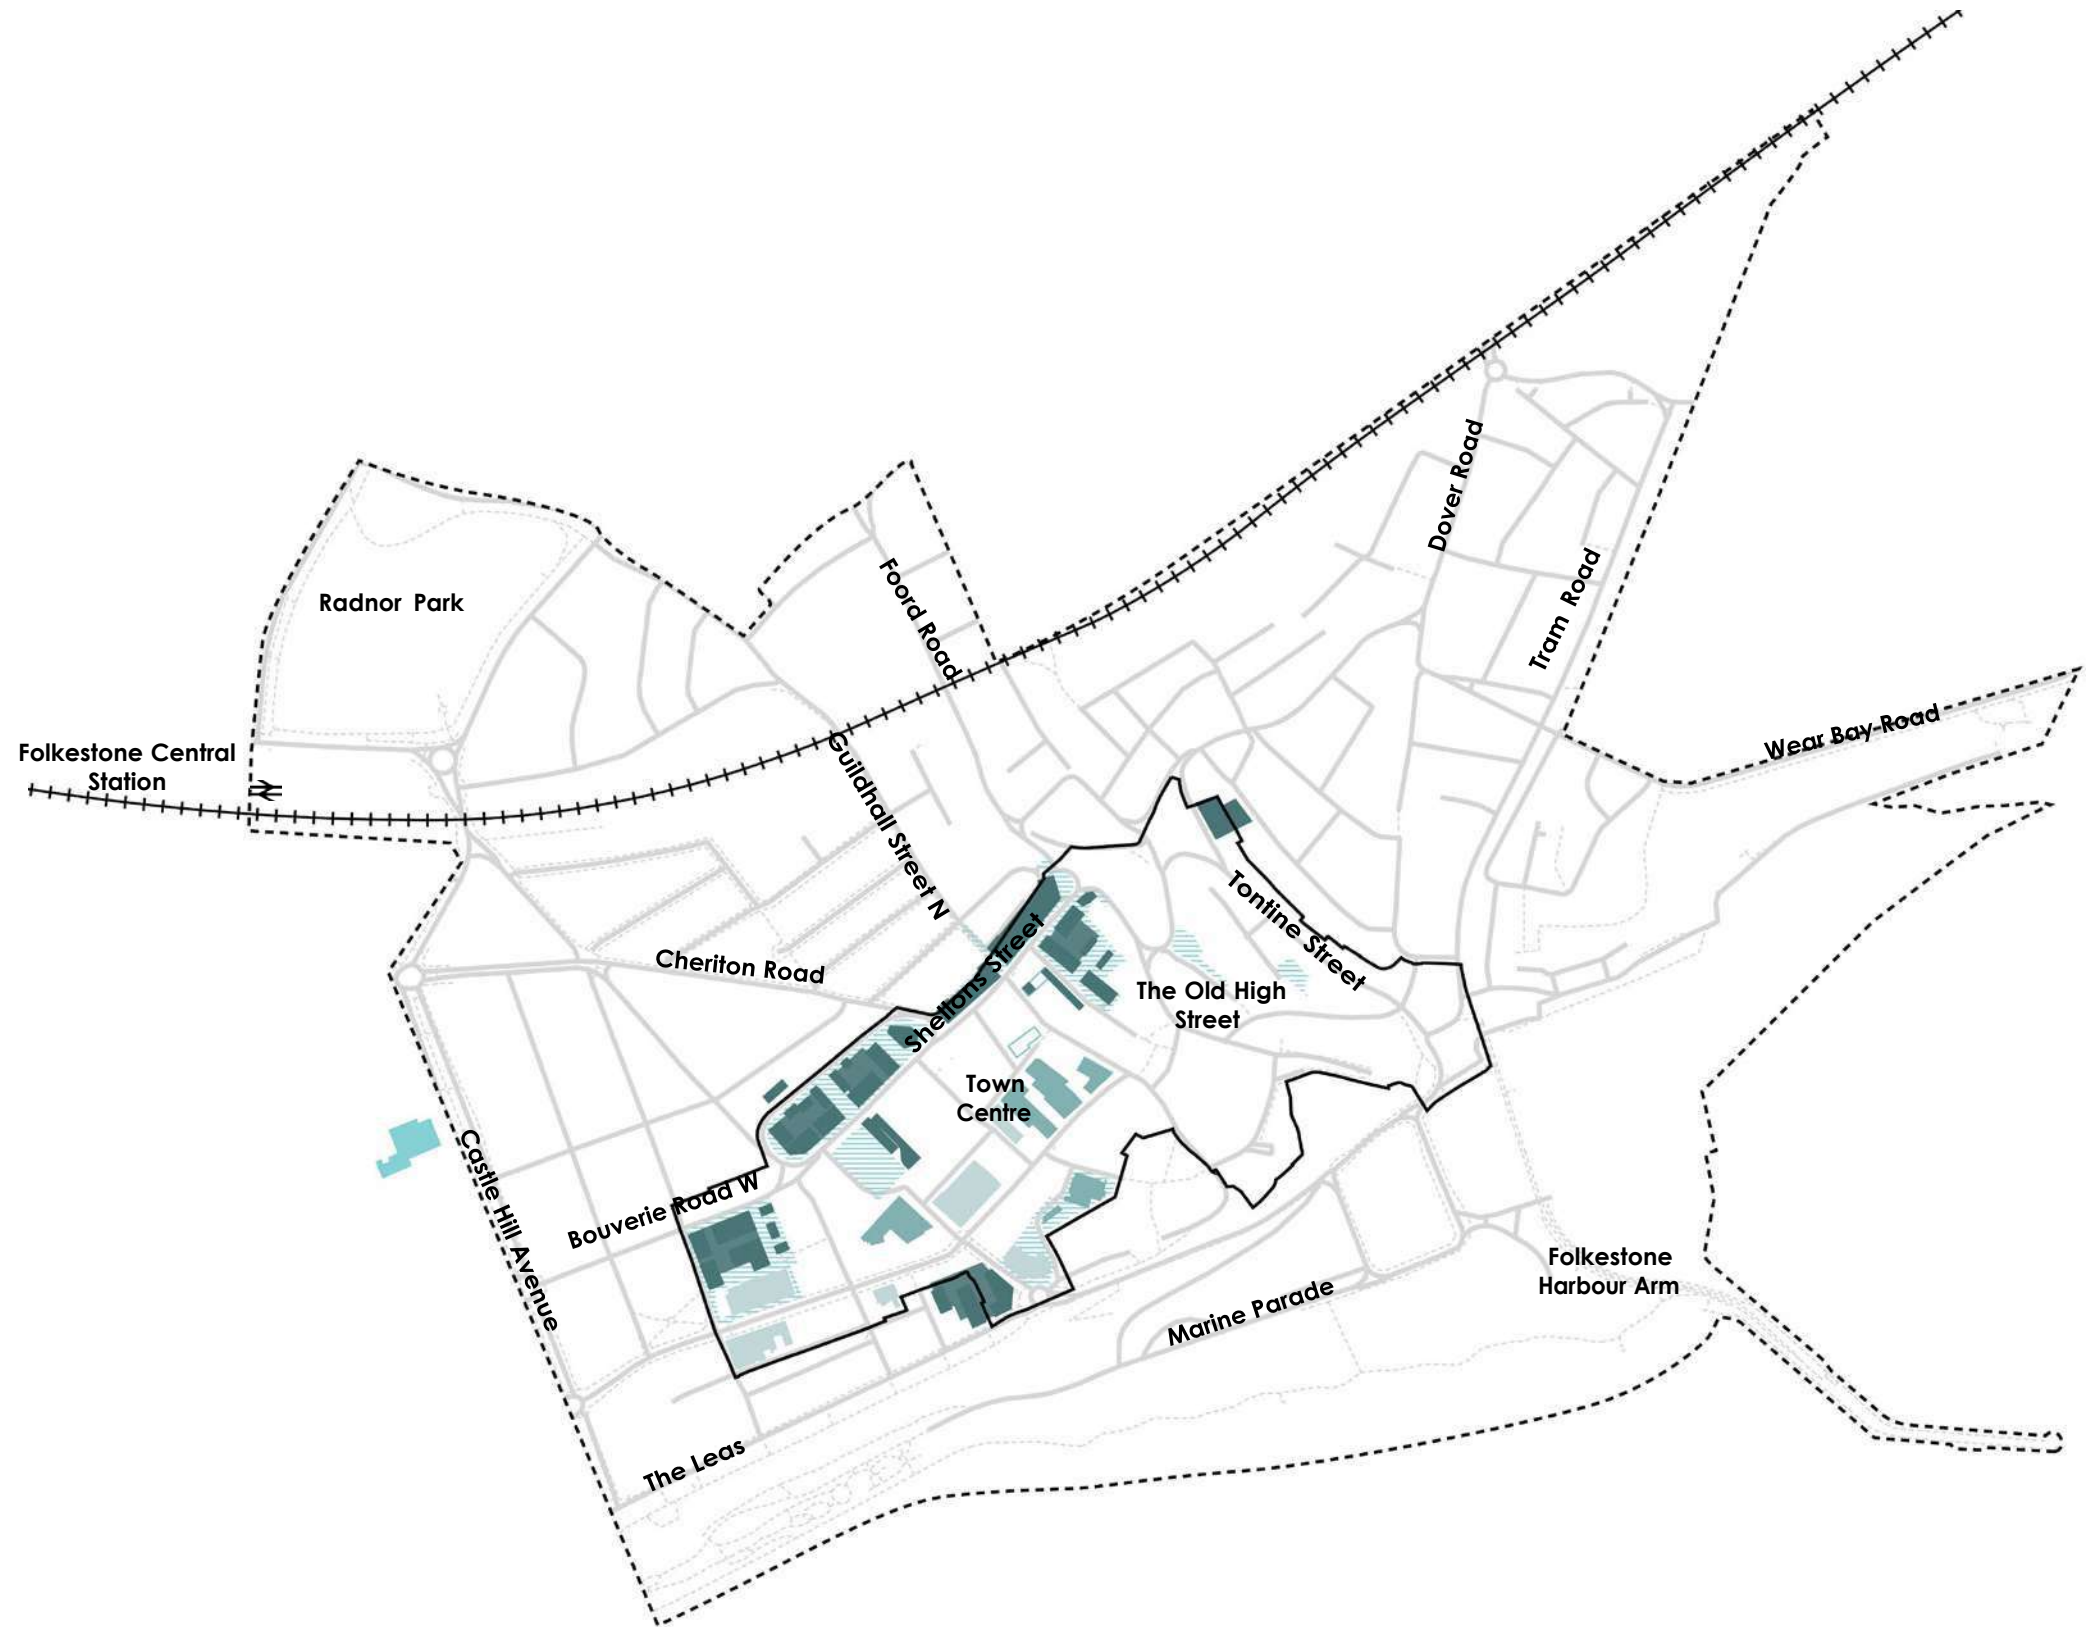 Dover Road
Foord Road
Tram Road
Radnor Park
Wear Bay Road
Folkestone Central
Station
Guildhall Street N
Tontine Street
Sheltons Street
Cheriton Road
The Old High
Street
Town
Centre
Castle Hill Avenue
Bouverie Road W
Folkestone
Harbour Arm
Marine Parade
The Leas